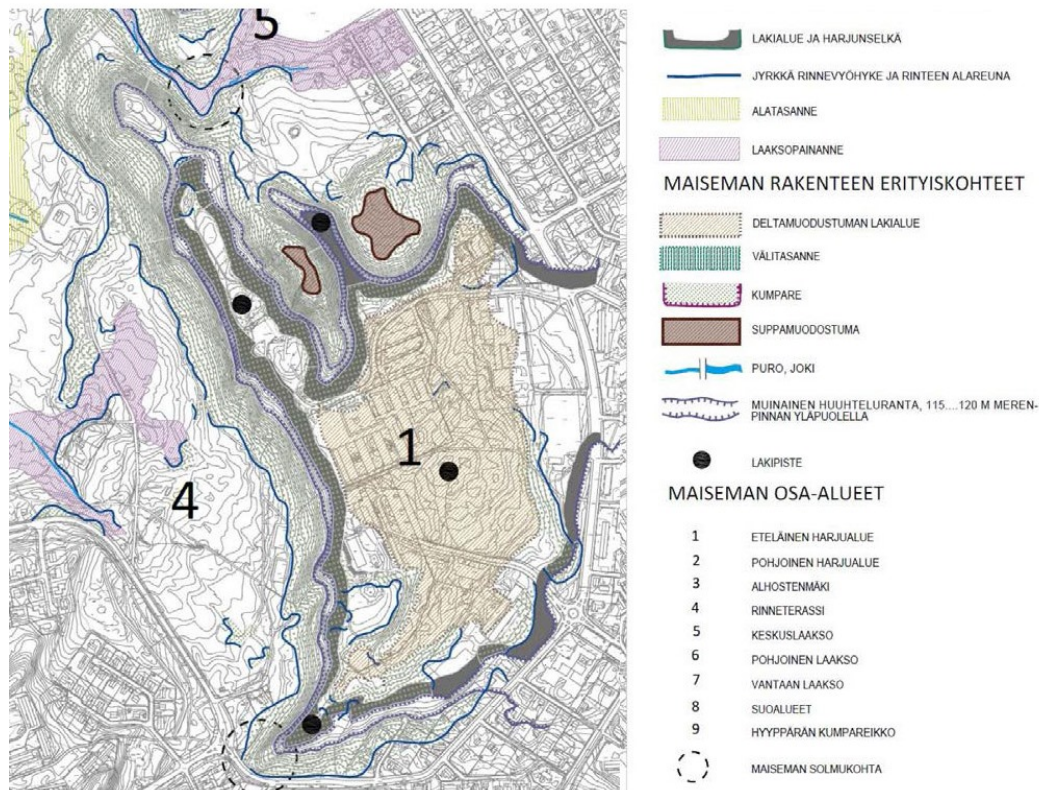 5
1
4
LAKIALUE JA HARJUNSELKÄ
JYRKKÄ RINNEVYÖHYKE JA RINTEEN ALAREUNA
ALATASANNE
LAAKSOPAINANNE
MAISEMAN RAKENTEEN ERITYISKOHTEET
DELTAMUODOSTUMAN LAKIALUE
VÄLITASANNE
KUMPARE
SUPPAMUODOSTUMA
PURO, JOKI
MUINAINEN HUUHTELURANTA, 115....120 M MEREN-
PINNAN YLÄPUOLELLA
LAKIPISTE
MAISEMAN OSA-ALUEET
1 ETELÄINEN HARJUALUE
2 POHJOINEN HARJUALUE
3 ALHOSTENMÄKI
4 RINNETERASSI
5 KESKUSLAAKSO
6 POHJOINEN LAAKSO
7 VANTAAN LAAKSO
8 SUOALUEET
9 HYYPPÄRÄN KUMPAREIKKO
MAISEMAN SOLMUKOHTA